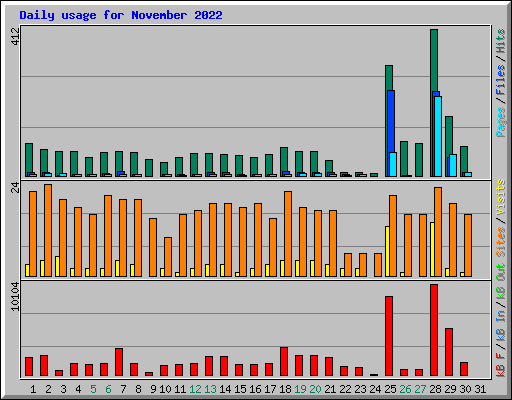 Daily usage for November 2022
412
Pages / Files / Hits
24
Sites / Visits
10104
kB F / kB In / kB Out
1 2 3 4 5 6 7 8 9 10 11 12 13 14 15 16 17 18 19 20 21 22 23 24 25 26 27 28 29 30 31